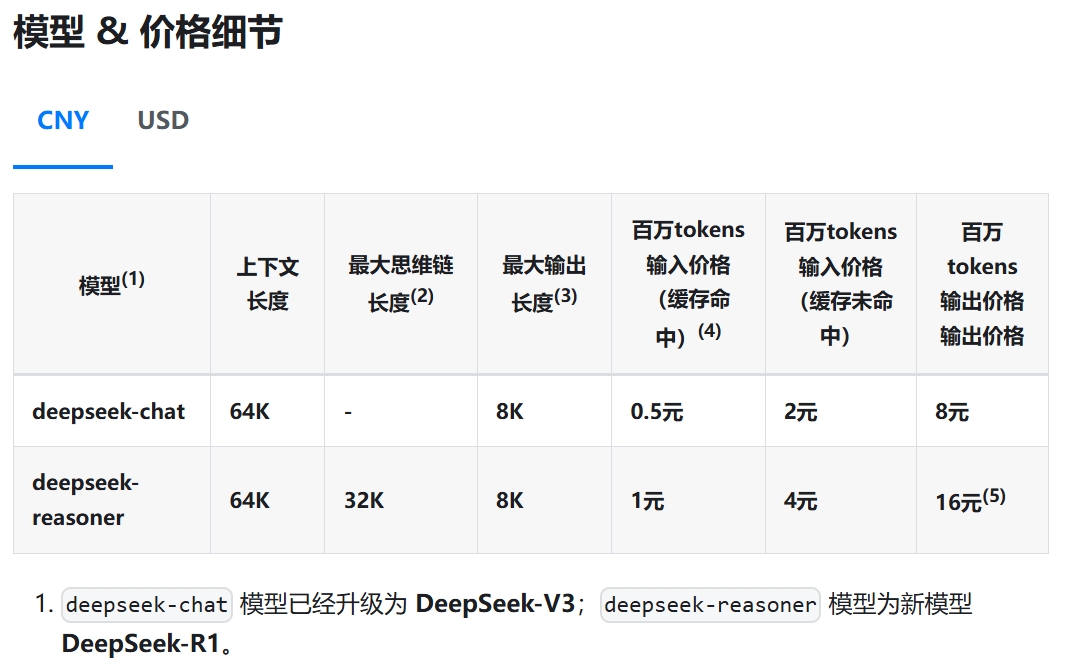 模型 & 价格细节
CNY USD
模型(1)
上下文
长度
最大思维链
长度(2)
最大输出
长度(3)
百万tokens
输入价格
（缓存命
中）(4)
百万tokens
输入价格
（缓存未命
中）
百万
tokens
输出价格
输出价格
deepseek-chat 64K - 8K 0.5元 2元 8元
deepseek-
reasoner
64K 32K 8K 1元 4元 16元(5)
1. deepseek-chat 模型已经升级为 DeepSeek-V3；deepseek-reasoner 模型为新模型
DeepSeek-R1。